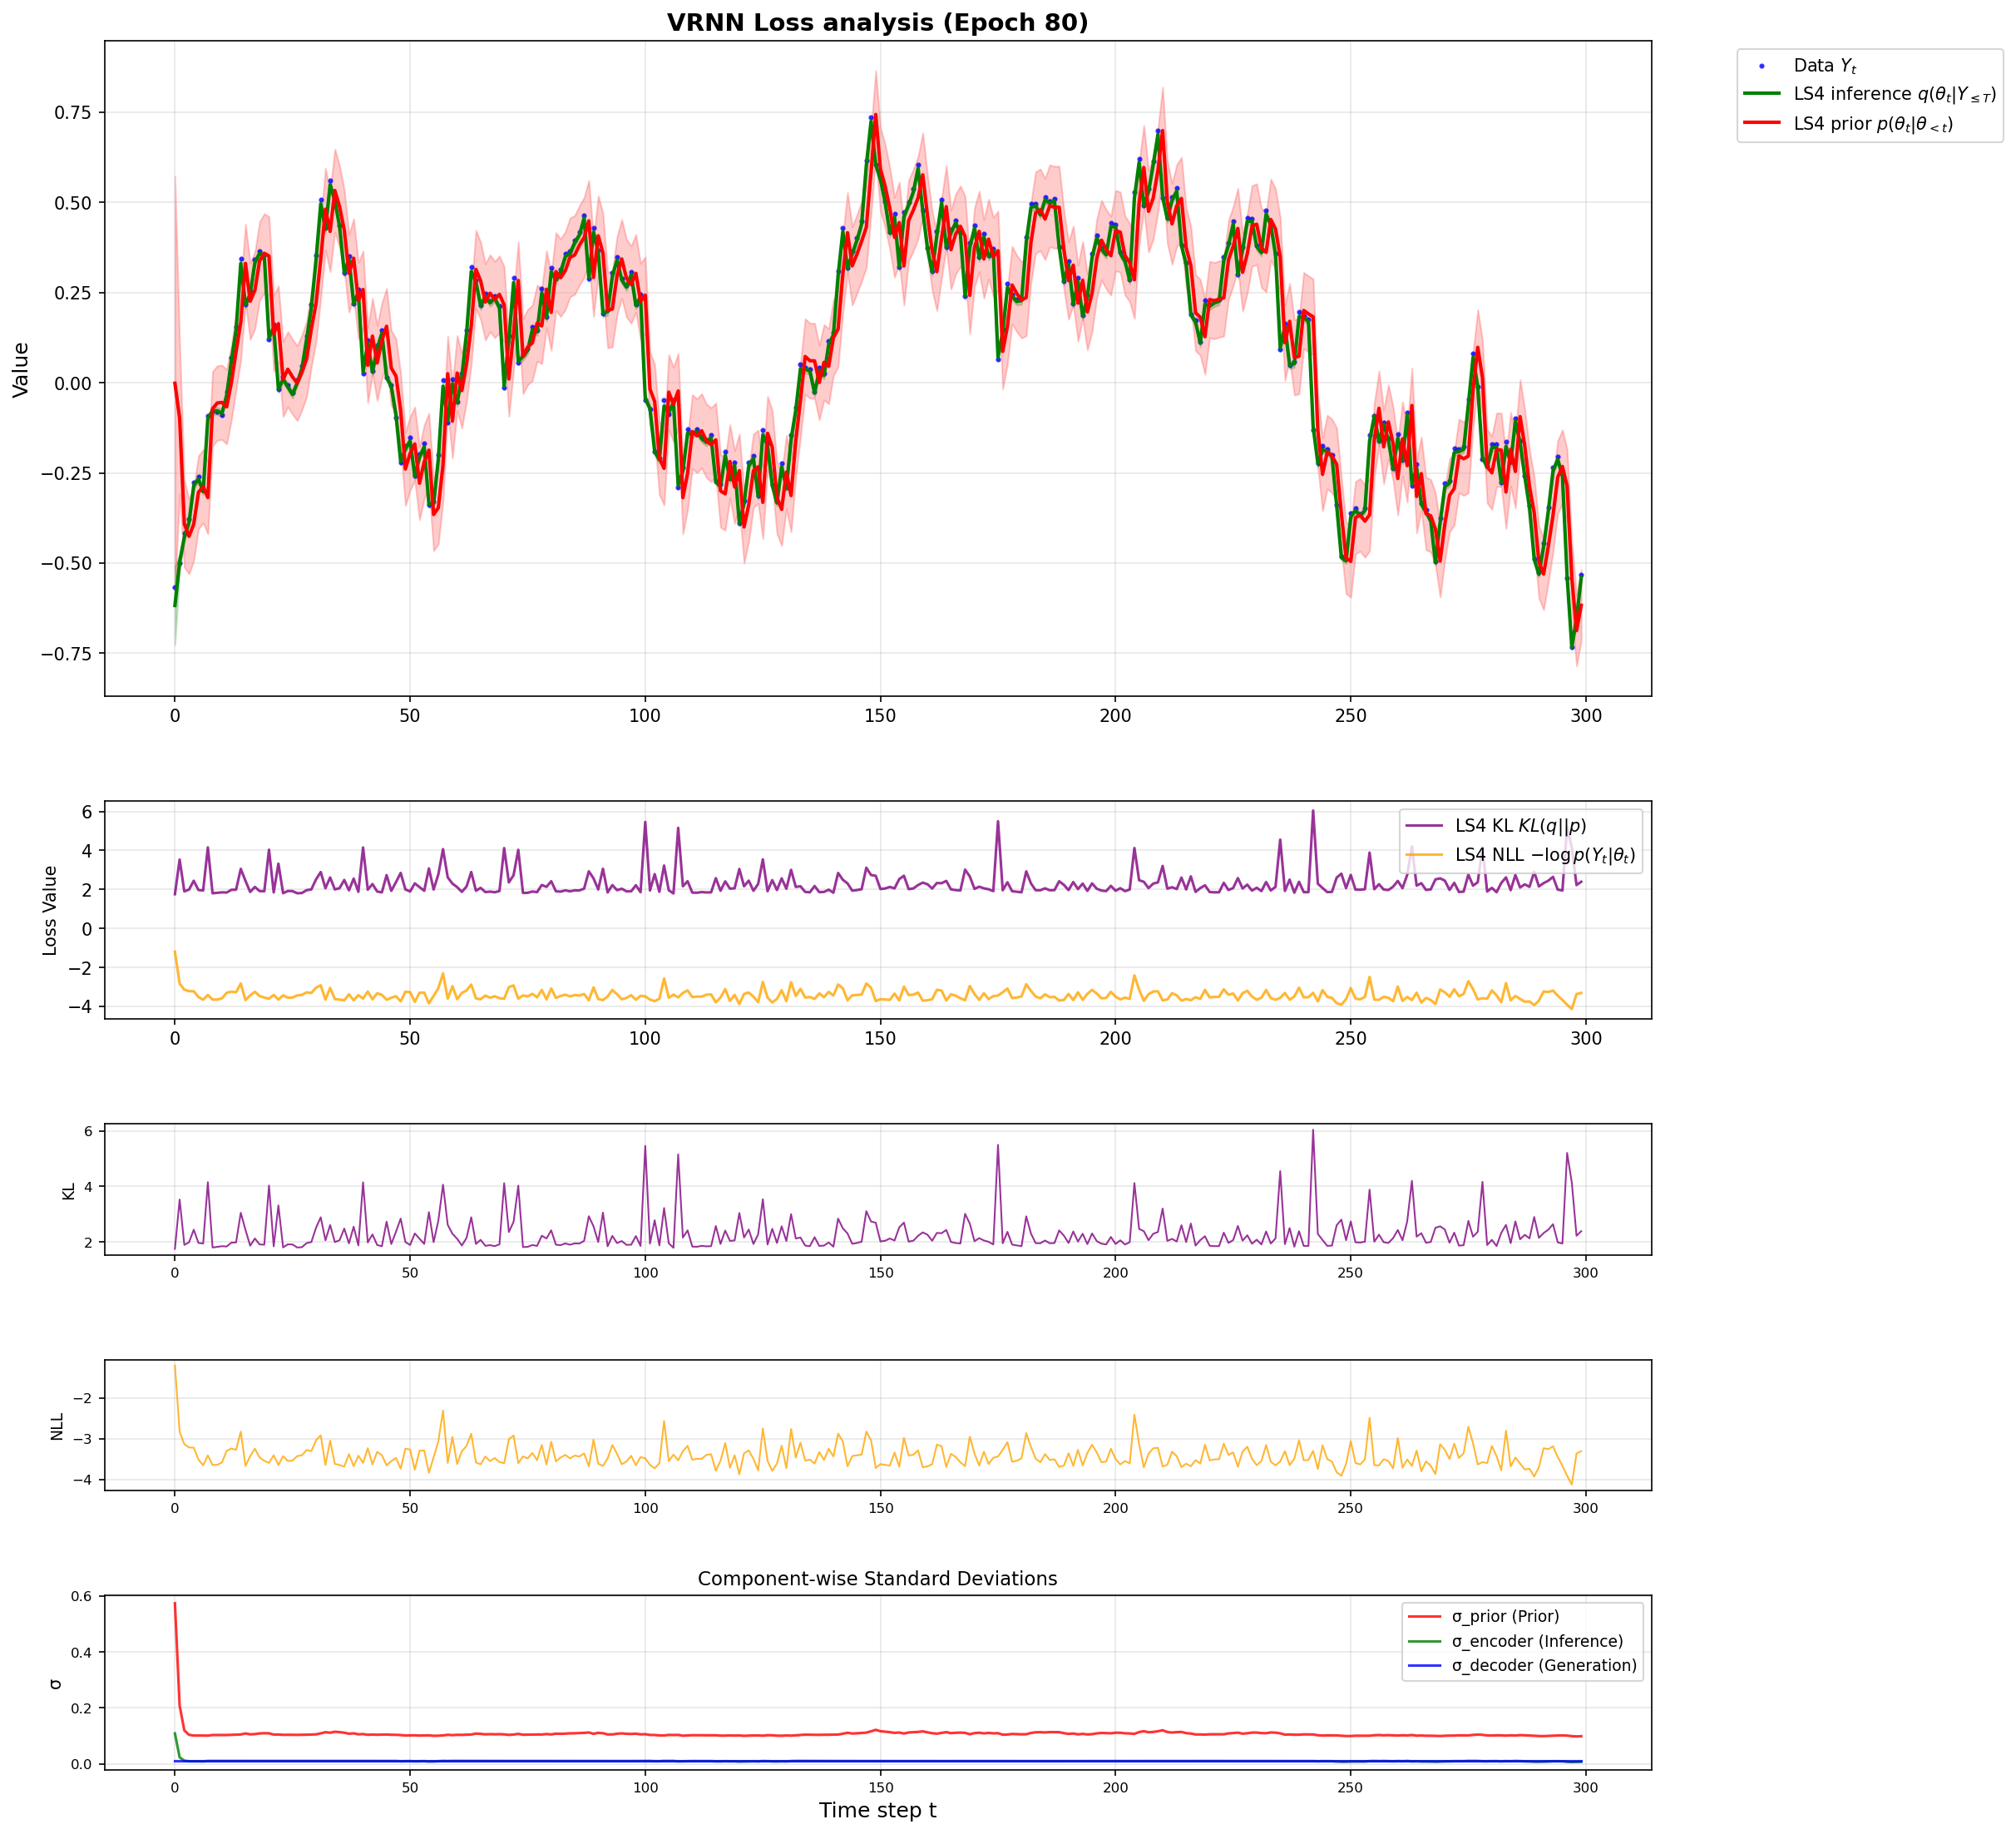 VRNN Loss analysis (Epoch 80)
Data Y_t
LS4 inference q(θ_t|Y_{≤T})
LS4 prior p(θ_t|θ_{<t})
Value
0.75
0.50
0.25
0.00
−0.25
−0.50
−0.75
0 50 100 150 200 250 300
Loss Value
6
4
2
0
−2
−4
LS4 KL KL(q||p)
LS4 NLL −log p(Y_t|θ_t)
0 50 100 150 200 250 300
KL
6
4
2
0 50 100 150 200 250 300
NLL
−2
−3
−4
0 50 100 150 200 250 300
Component-wise Standard Deviations
σ
0.6
0.4
0.2
0.0
σ_prior (Prior)
σ_encoder (Inference)
σ_decoder (Generation)
0 50 100 150 200 250 300
Time step t